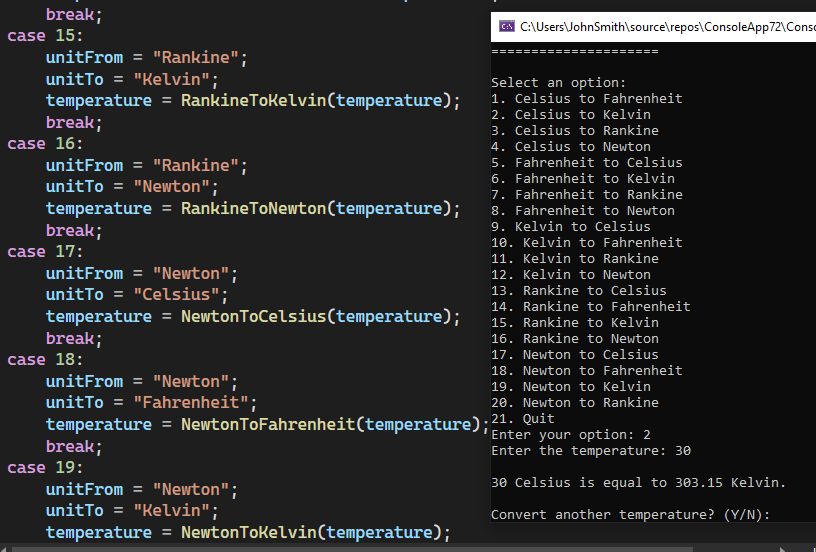 break;
case 15:
unitFrom = "Rankine";
unitTo = "Kelvin";
temperature = RankineToKelvin(temperature);
break;
case 16:
unitFrom = "Rankine";
unitTo = "Newton";
temperature = RankineToNewton(temperature);
break;
case 17:
unitFrom = "Newton";
unitTo = "Celsius";
temperature = NewtonToCelsius(temperature);
break;
case 18:
unitFrom = "Newton";
unitTo = "Fahrenheit";
temperature = NewtonToFahrenheit(temperature);
break;
case 19:
unitFrom = "Newton";
unitTo = "Kelvin";
temperature = NewtonToKelvin(temperature);
C:\Users\JohnSmith\source\repos\ConsoleApp72\Conso
=====================
Select an option:
1. Celsius to Fahrenheit
2. Celsius to Kelvin
3. Celsius to Rankine
4. Celsius to Newton
5. Fahrenheit to Celsius
6. Fahrenheit to Kelvin
7. Fahrenheit to Rankine
8. Fahrenheit to Newton
9. Kelvin to Celsius
10. Kelvin to Fahrenheit
11. Kelvin to Rankine
12. Kelvin to Newton
13. Rankine to Celsius
14. Rankine to Fahrenheit
15. Rankine to Kelvin
16. Rankine to Newton
17. Newton to Celsius
18. Newton to Fahrenheit
19. Newton to Kelvin
20. Newton to Rankine
21. Quit
Enter your option: 2
Enter the temperature: 30
30 Celsius is equal to 303.15 Kelvin.
Convert another temperature? (Y/N):